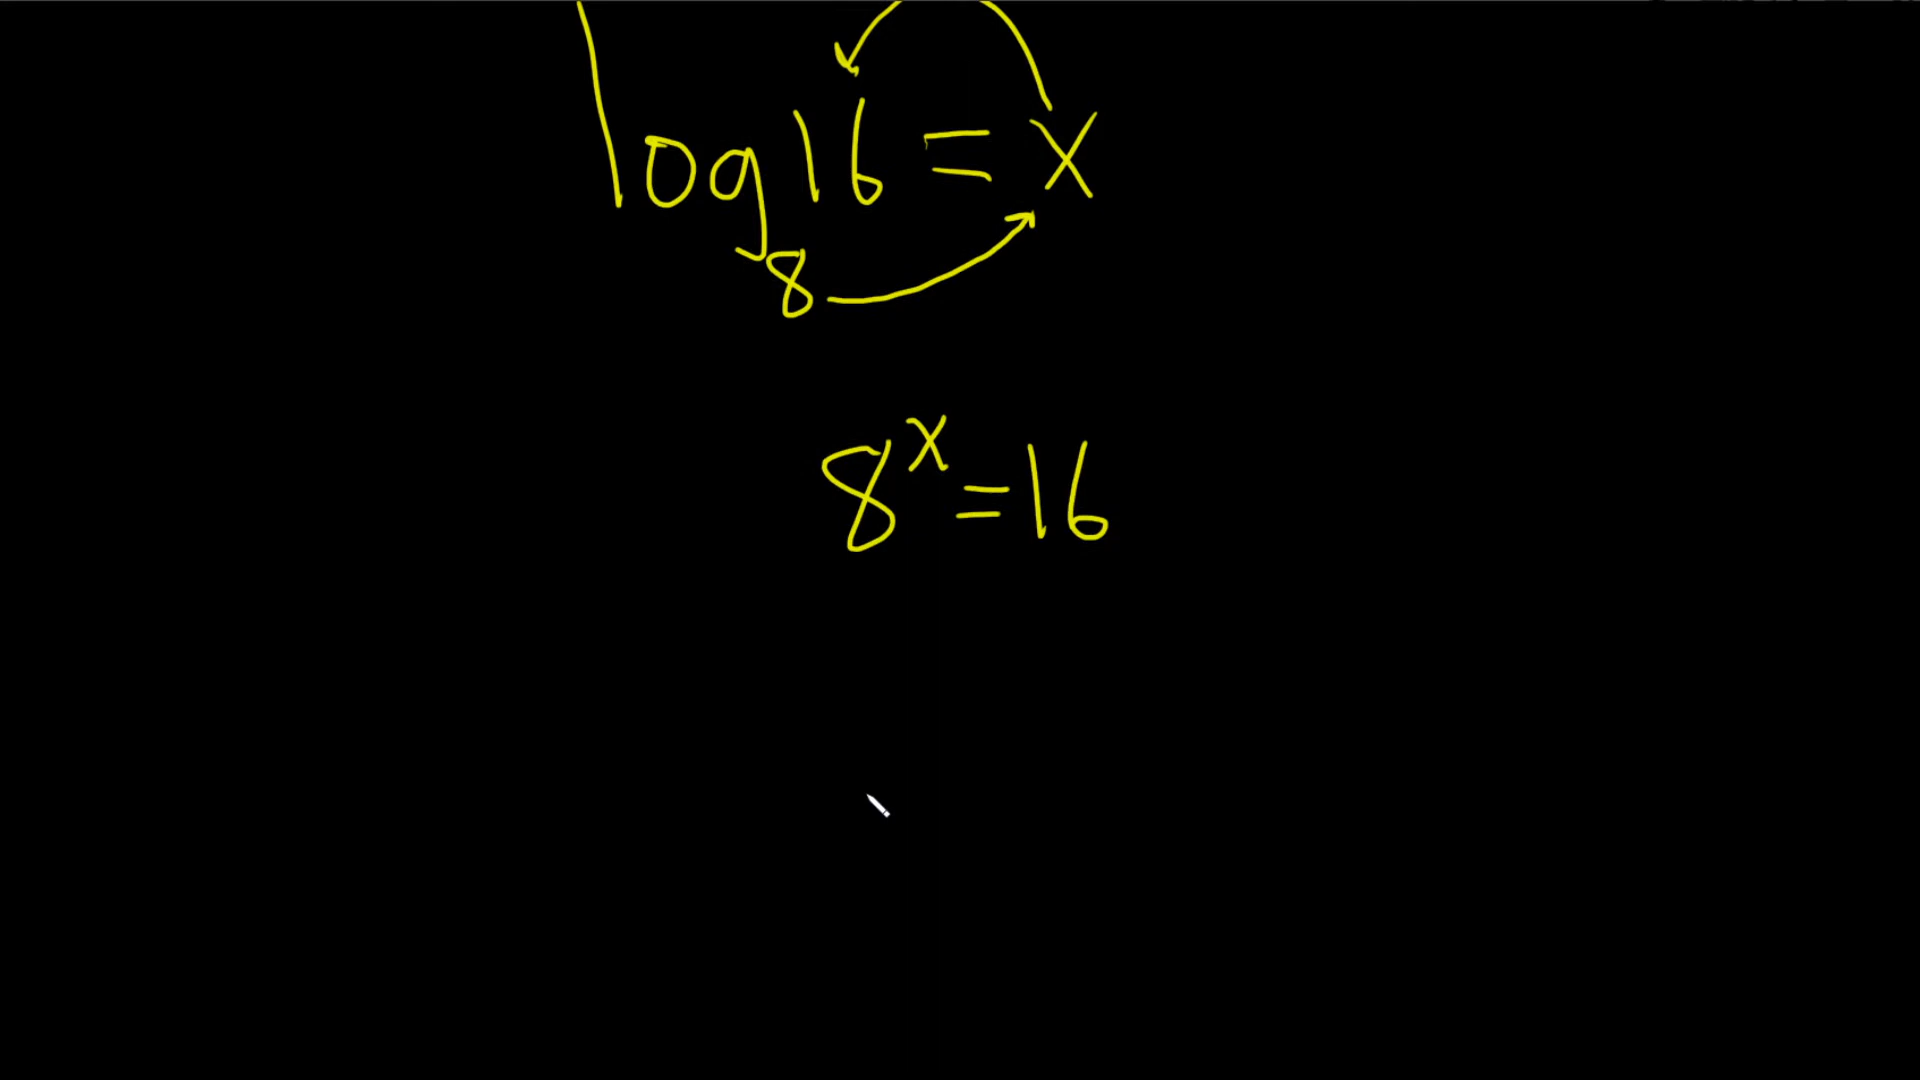 log₈16 = x
8ˣ = 16